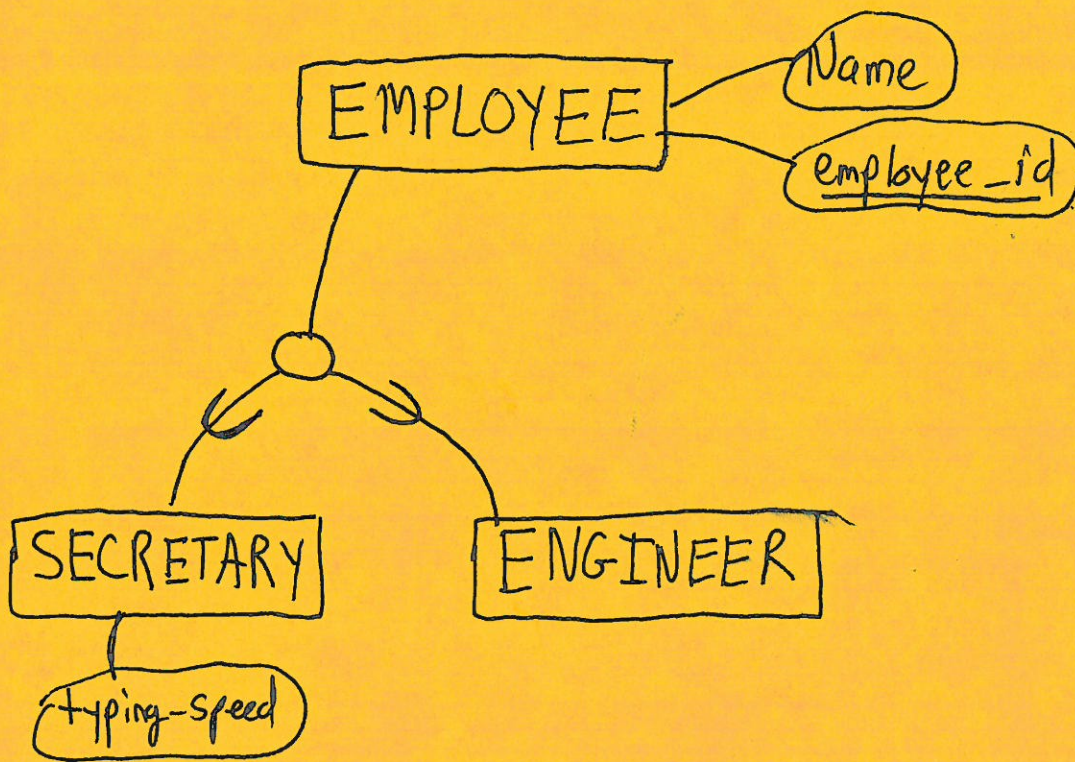 EMPLOYEE
Name
employee_id
SECRETARY
ENGINEER
typing-speed